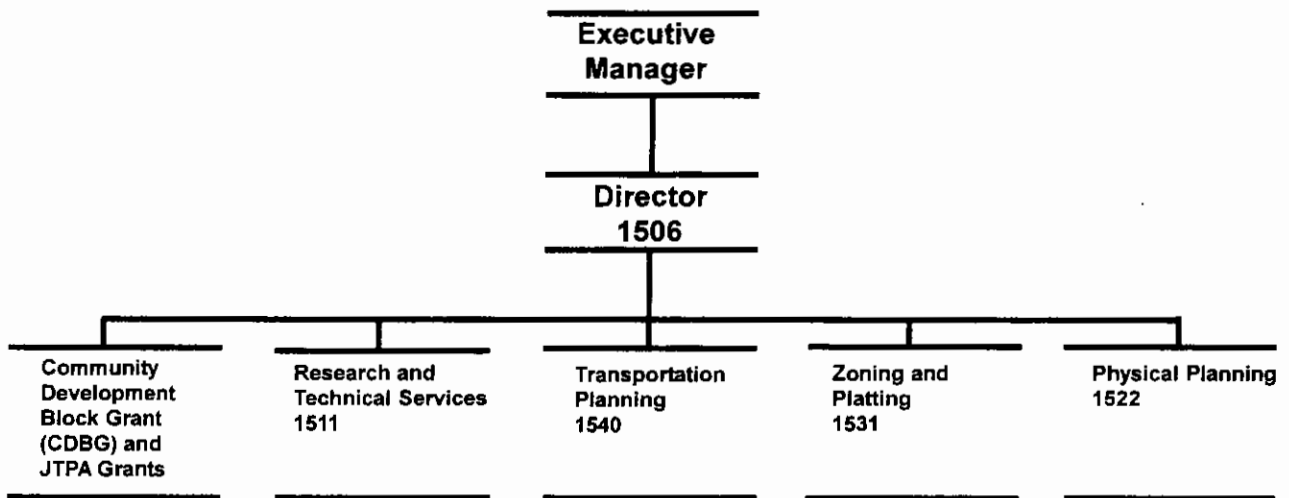 Executive
Manager
Director
1506
Community
Development
Block Grant
(CDBG) and
JTPA Grants
Research and
Technical Services
1511
Transportation
Planning
1540
Zoning and
Platting
1531
Physical Planning
1522